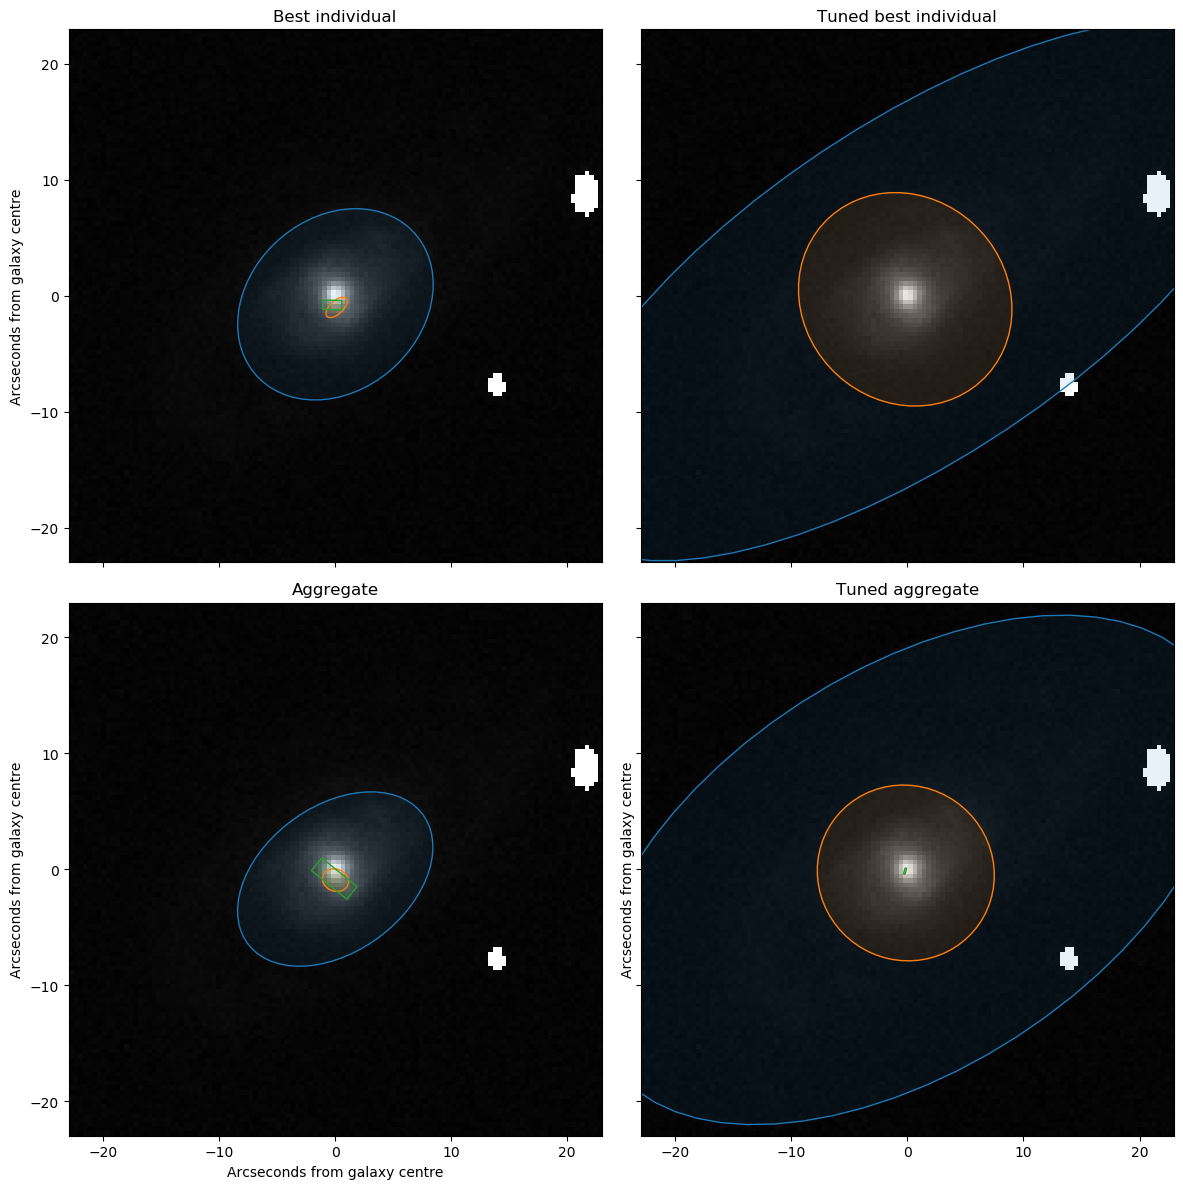 Best individual
Tuned best individual
20
10
0
−10
−20
Arcseconds from galaxy centre
Aggregate
Tuned aggregate
20
10
0
−10
−20
Arcseconds from galaxy centre
Arcseconds from galaxy centre
−20 −10 0 10 20
−20 −10 0 10 20
Arcseconds from galaxy centre